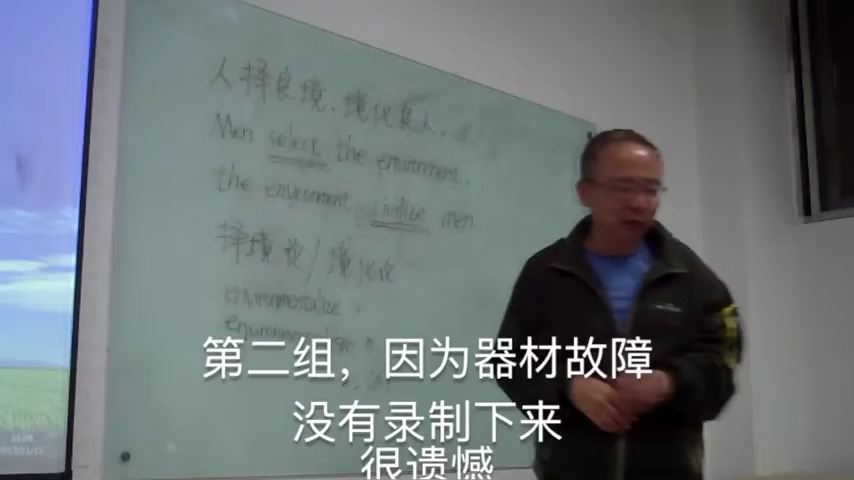 人择良境，境化良人。
Men select the environment,
the environment men.
择境论/境化论
environmentalize
第二组，因为器材故障
没有录制下来
很遗憾